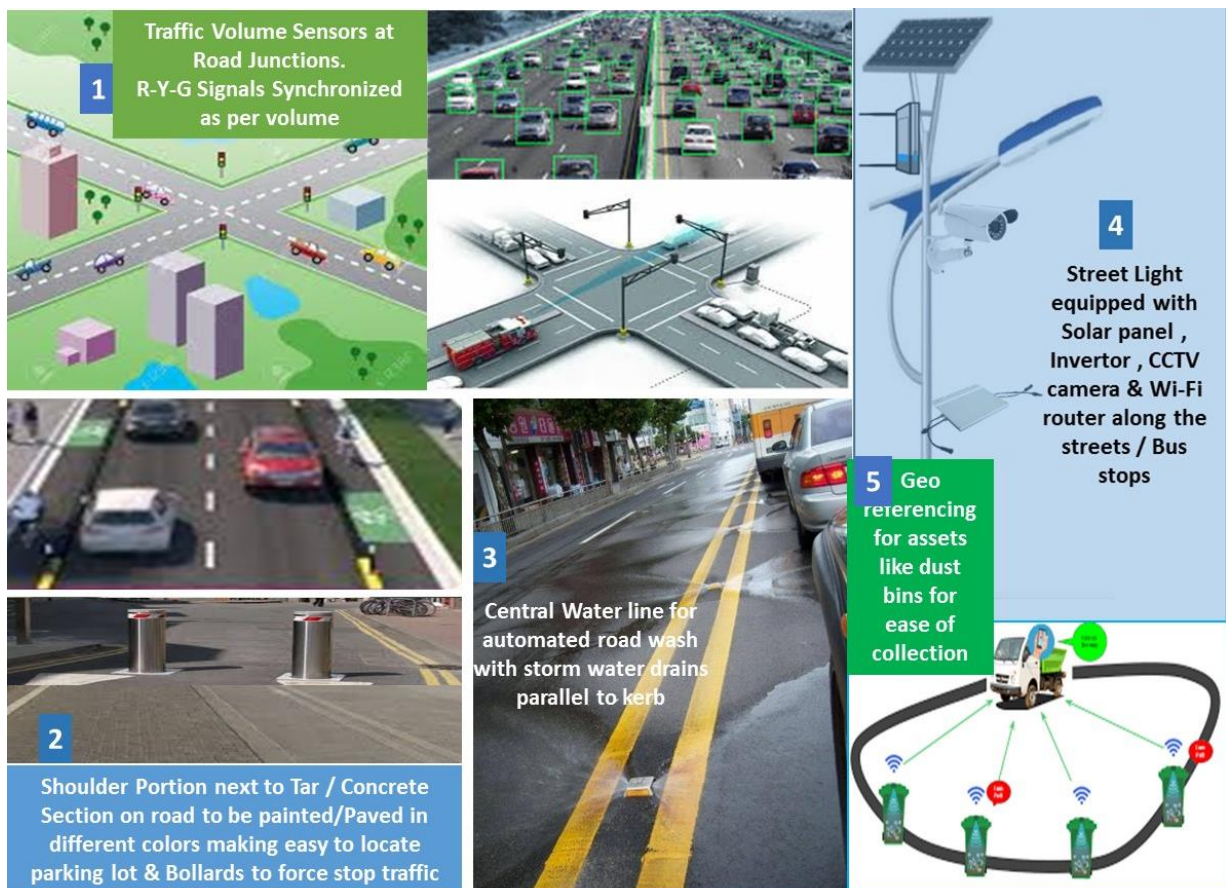 1
Traffic Volume Sensors at
Road Junctions.
R-Y-G Signals Synchronized
as per volume
4
Street Light
equipped with
Solar panel ,
Invertor , CCTV
camera & Wi-Fi
router along the
streets / Bus
stops
2
Shoulder Portion next to Tar / Concrete
Section on road to be painted/Paved in
different colors making easy to locate
parking lot & Bollards to force stop traffic
3
Central Water line for
automated road wash
with storm water drains
parallel to kerb
5
Geo
referencing
for assets
like dust
bins for
ease of
collection